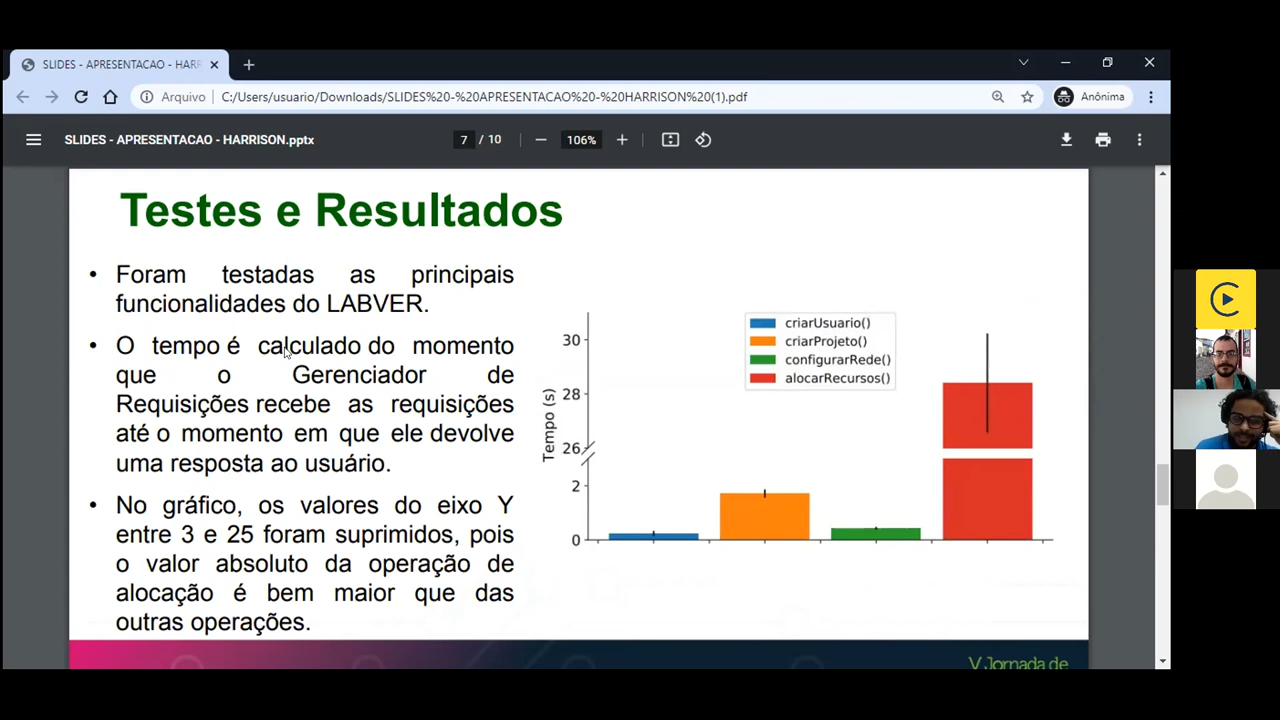 SLIDES - APRESENTACAO - HARR
Arquivo C:/Users/usuario/Downloads/SLIDES%20-%20APRESENTACAO%20-%20HARRISON%20(1).pdf
Anônima
SLIDES - APRESENTACAO - HARRISON.pptx
7 / 10
106%
Testes e Resultados
• Foram testadas as principais
funcionalidades do LABVER.
• O tempo é calculado do momento
que o Gerenciador de
Requisições recebe as requisições
até o momento em que ele devolve
uma resposta ao usuário.
• No gráfico, os valores do eixo Y
entre 3 e 25 foram suprimidos, pois
o valor absoluto da operação de
alocação é bem maior que das
outras operações.
criarUsuario()
criarProjeto()
configurarRede()
alocarRecursos()
Tempo (s)
30
28
26
2
0
V Jornada de